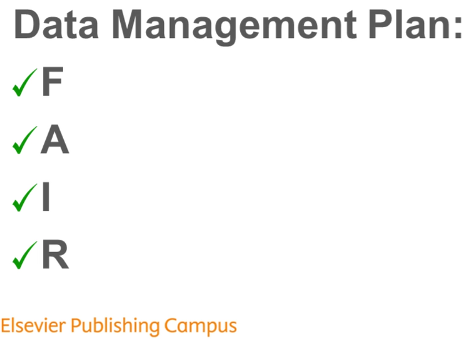 Data Management Plan:
✓F
✓A
✓I
✓R
Elsevier Publishing Campus